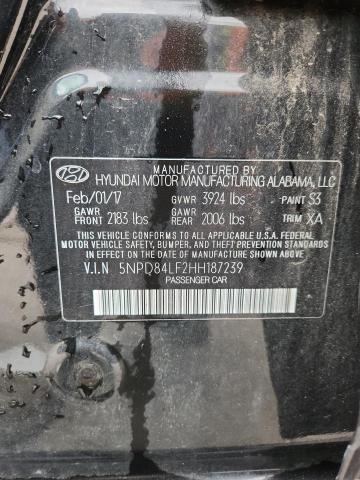 MANUFACTURED BY
HYUNDAI MOTOR MANUFACTURING ALABAMA, LLC
Feb/01/17 GVWR 3924 lbs PAINT S3
GAWR FRONT 2183 lbs GAWR REAR 2006 lbs TRIM XA
THIS VEHICLE CONFORMS TO ALL APPLICABLE U.S.A. FEDERAL
MOTOR VEHICLE SAFETY, BUMPER, AND THEFT PREVENTION STANDARDS
IN EFFECT ON THE DATE OF MANUFACTURE SHOWN ABOVE.
V.I.N 5NPD84LF2HH187239
PASSENGER CAR